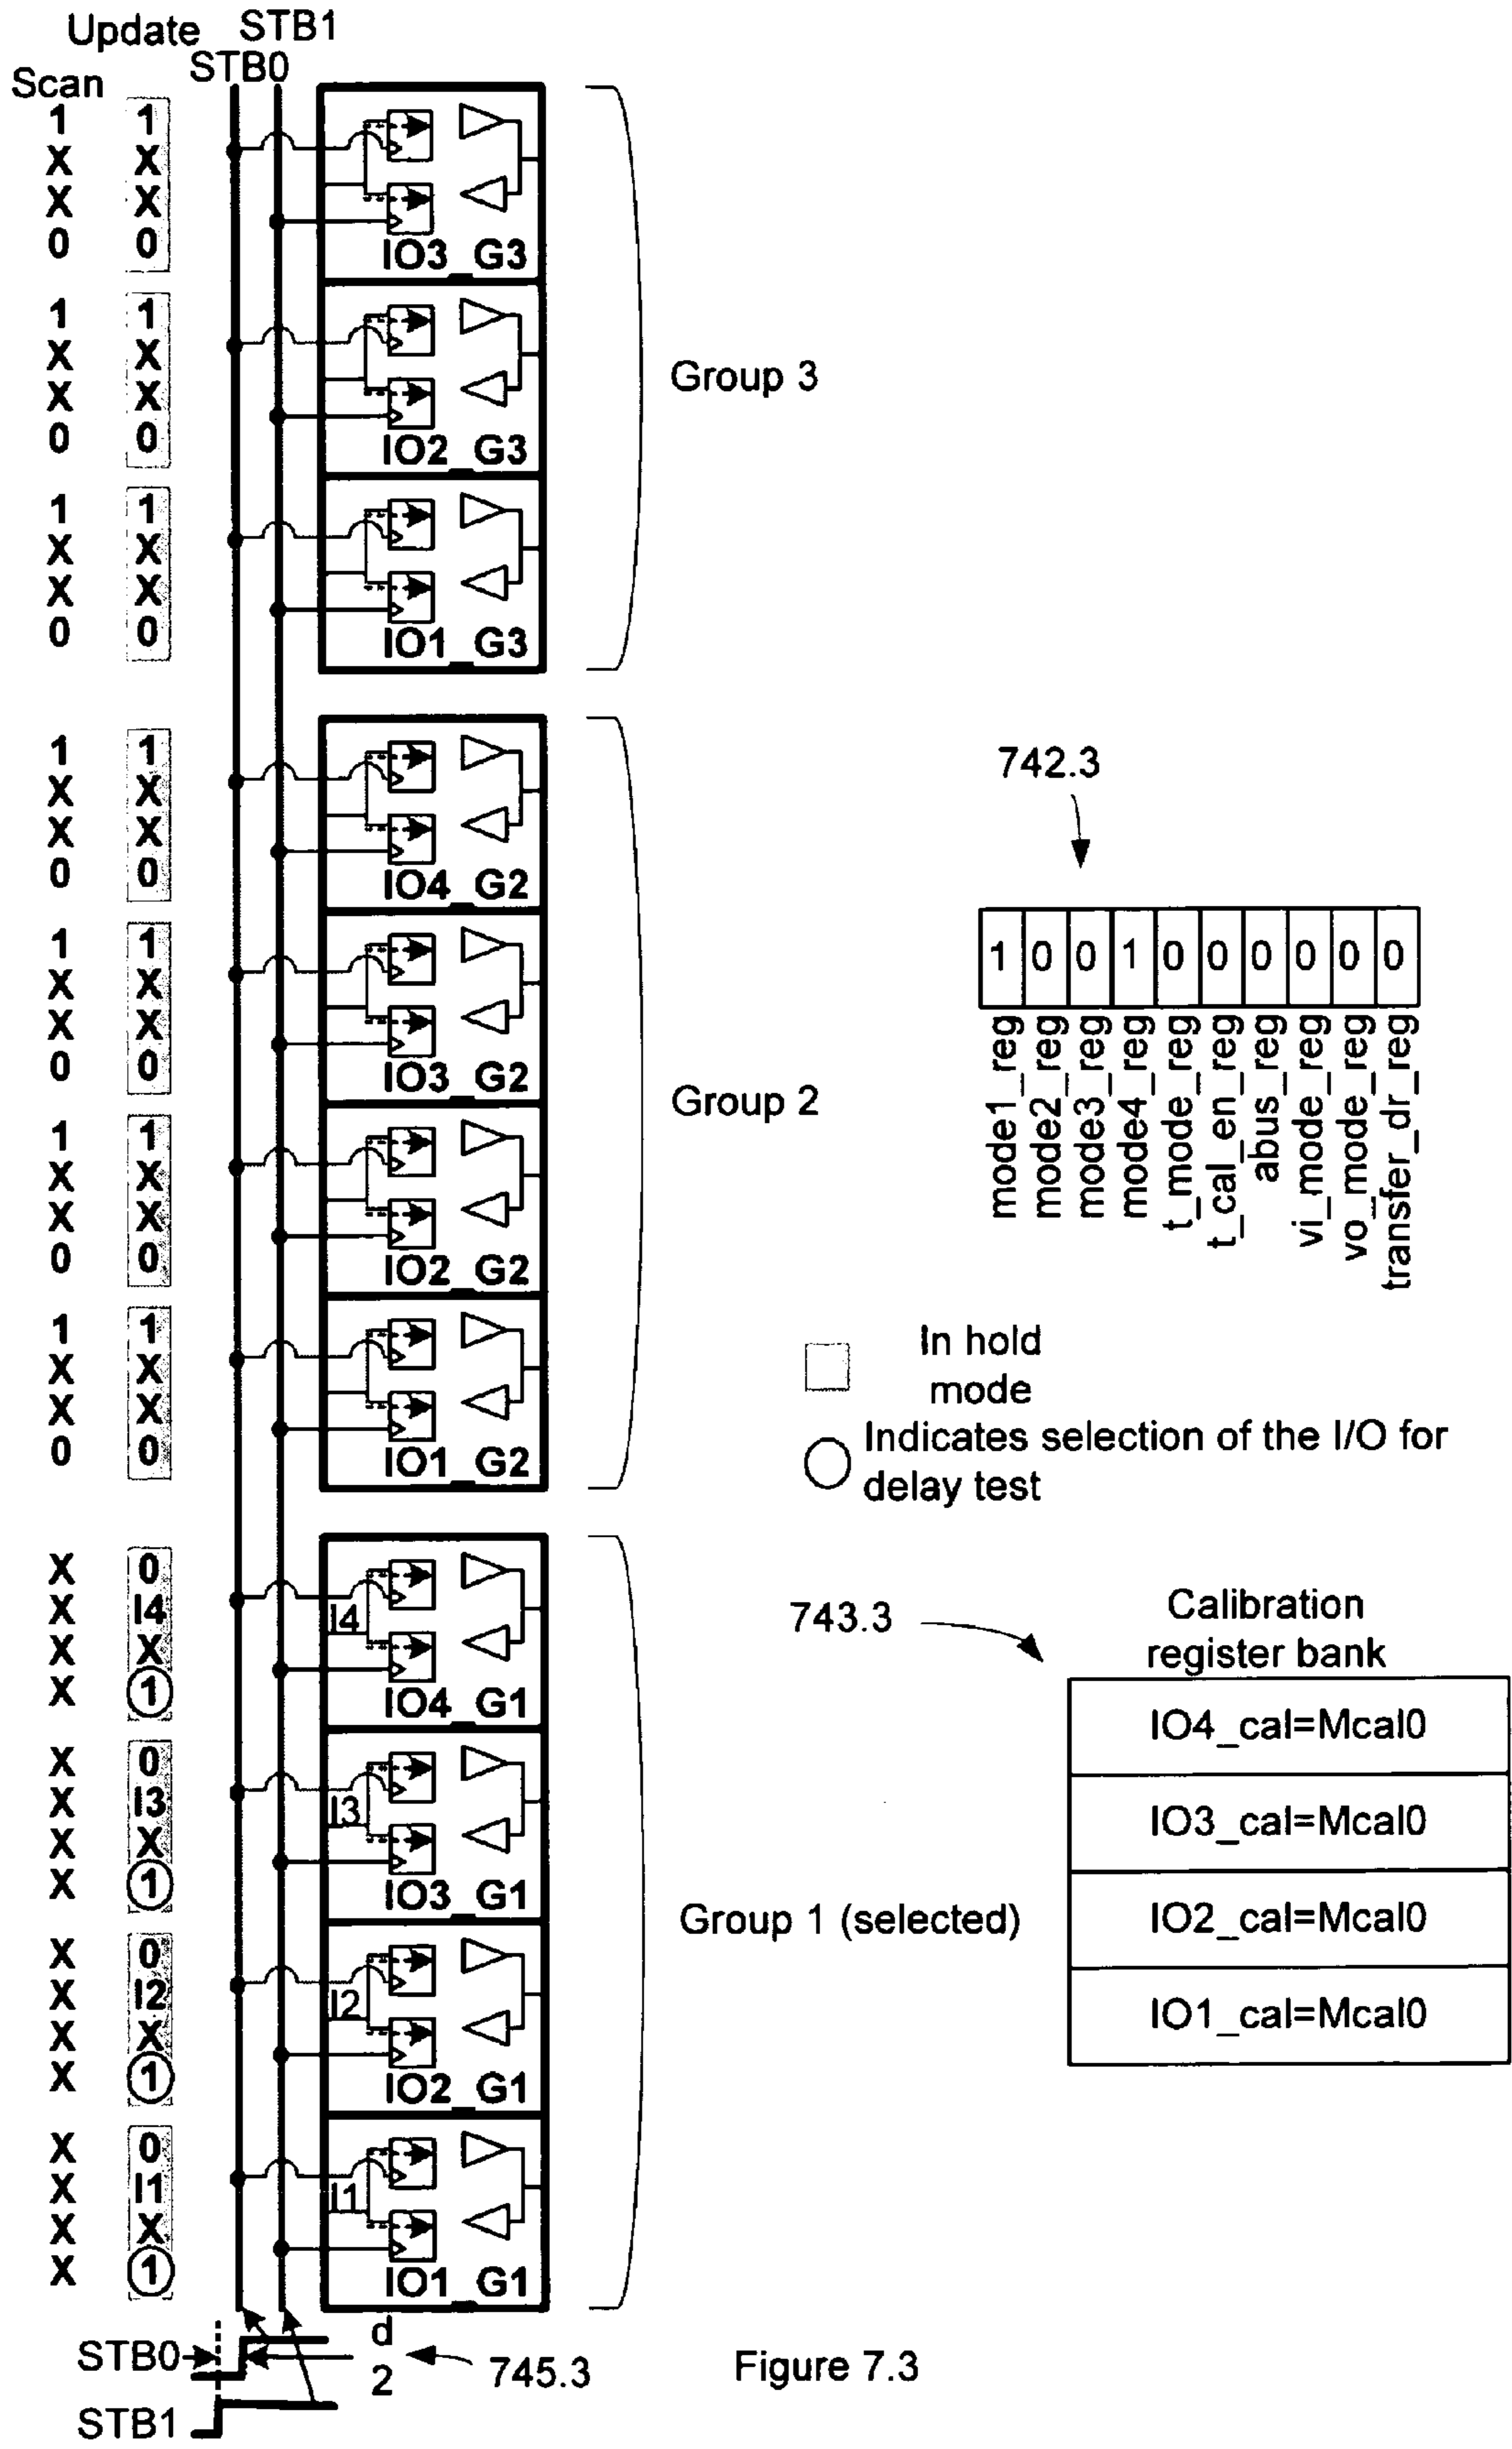 Update STB1
Scan STB0
1 1
X X
X X
0 0
IO3_G3
1 1
X X
X X
0 0
IO2_G3
1 1
X X
X X
0 0
IO1_G3
Group 3
1 1
X X
X X
0 0
IO4_G2
1 1
X X
X X
0 0
IO3_G2
1 1
X X
X X
0 0
IO2_G2
1 1
X X
X X
0 0
IO1_G2
Group 2
742.3
1 0 0 1 0 0 0 0 0 0
mode1_reg
mode2_reg
mode3_reg
mode4_reg
t_mode_reg
t_cal_en_reg
abus_reg
vi_mode_reg
vo_mode_reg
transfer_dr_reg
In hold
mode
Indicates selection of the I/O for
delay test
X 0
X I4 I4
X X
X 1
IO4_G1
X 0
X I3 I3
X X
X 1
IO3_G1
X 0
X I2 I2
X X
X 1
IO2_G1
X 0
X I1 I1
X X
X 1
IO1_G1
Group 1 (selected)
743.3
Calibration
register bank
IO4_cal=Mcal0
IO3_cal=Mcal0
IO2_cal=Mcal0
IO1_cal=Mcal0
STB0
d
2
745.3
STB1
Figure 7.3